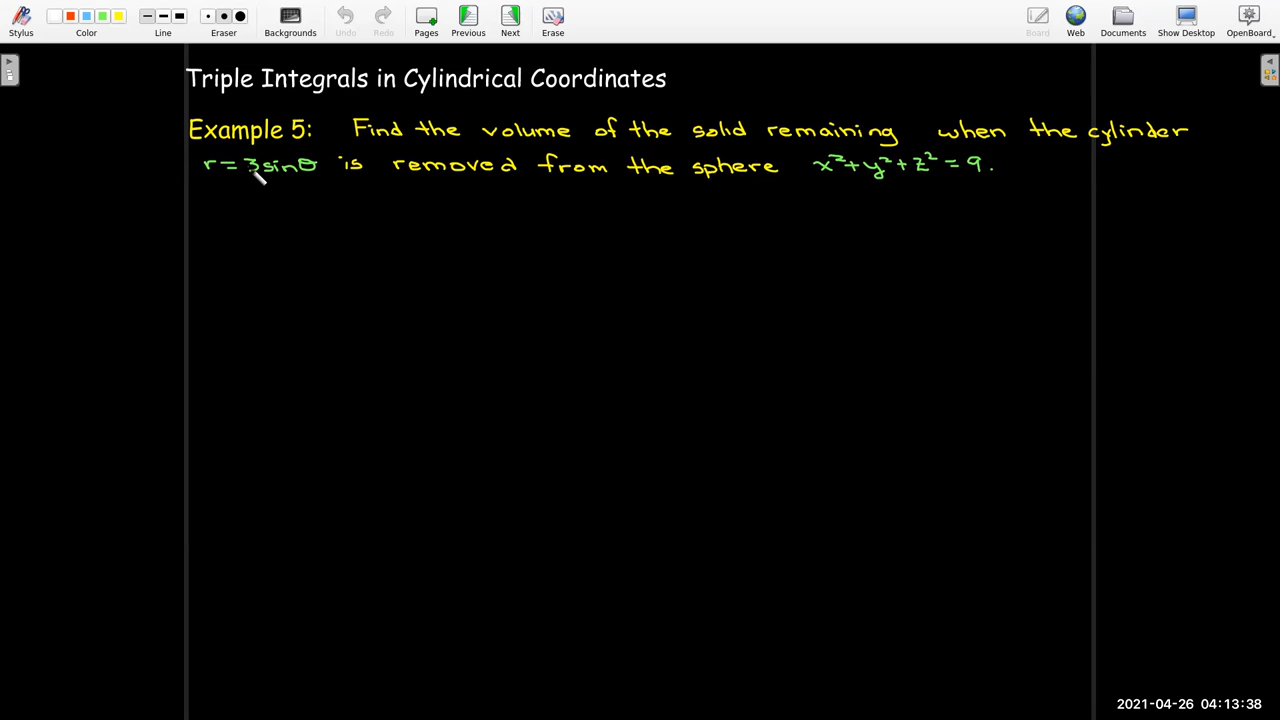 Stylus Color Line Eraser Backgrounds Undo Redo Pages Previous Next Erase Board Web Documents Show Desktop OpenBoard
Triple Integrals in Cylindrical Coordinates
Example 5: Find the volume of the solid remaining when the cylinder
r = 3sinθ is removed from the sphere x² + y² + z² = 9.
2021-04-26 04:13:38